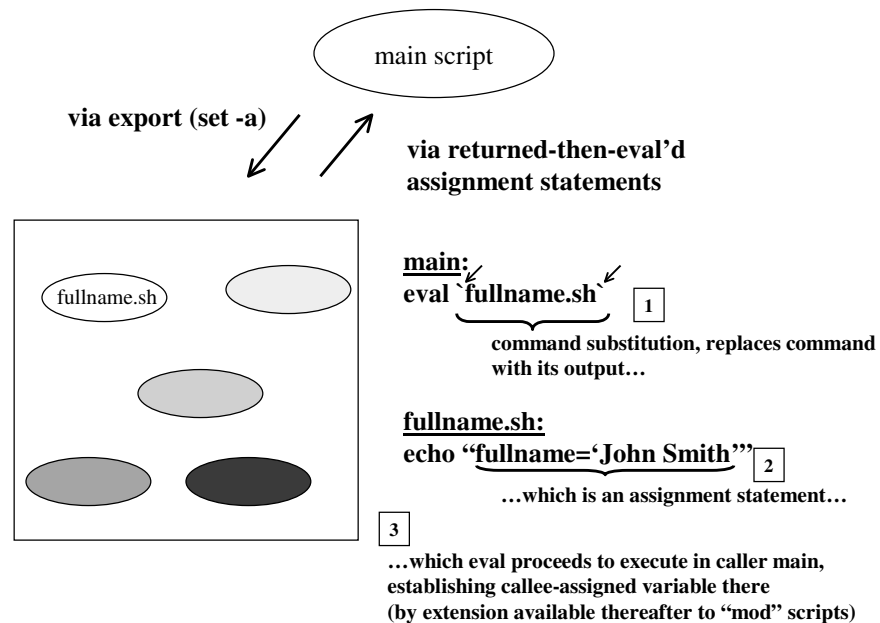 main script
via export (set -a)
via returned-then-eval’d
assignment statements
fullname.sh
main:
eval `fullname.sh`
1
command substitution, replaces command
with its output…
fullname.sh:
echo “fullname=‘John Smith’”
2
…which is an assignment statement…
3
…which eval proceeds to execute in caller main,
establishing callee-assigned variable there
(by extension available thereafter to “mod” scripts)